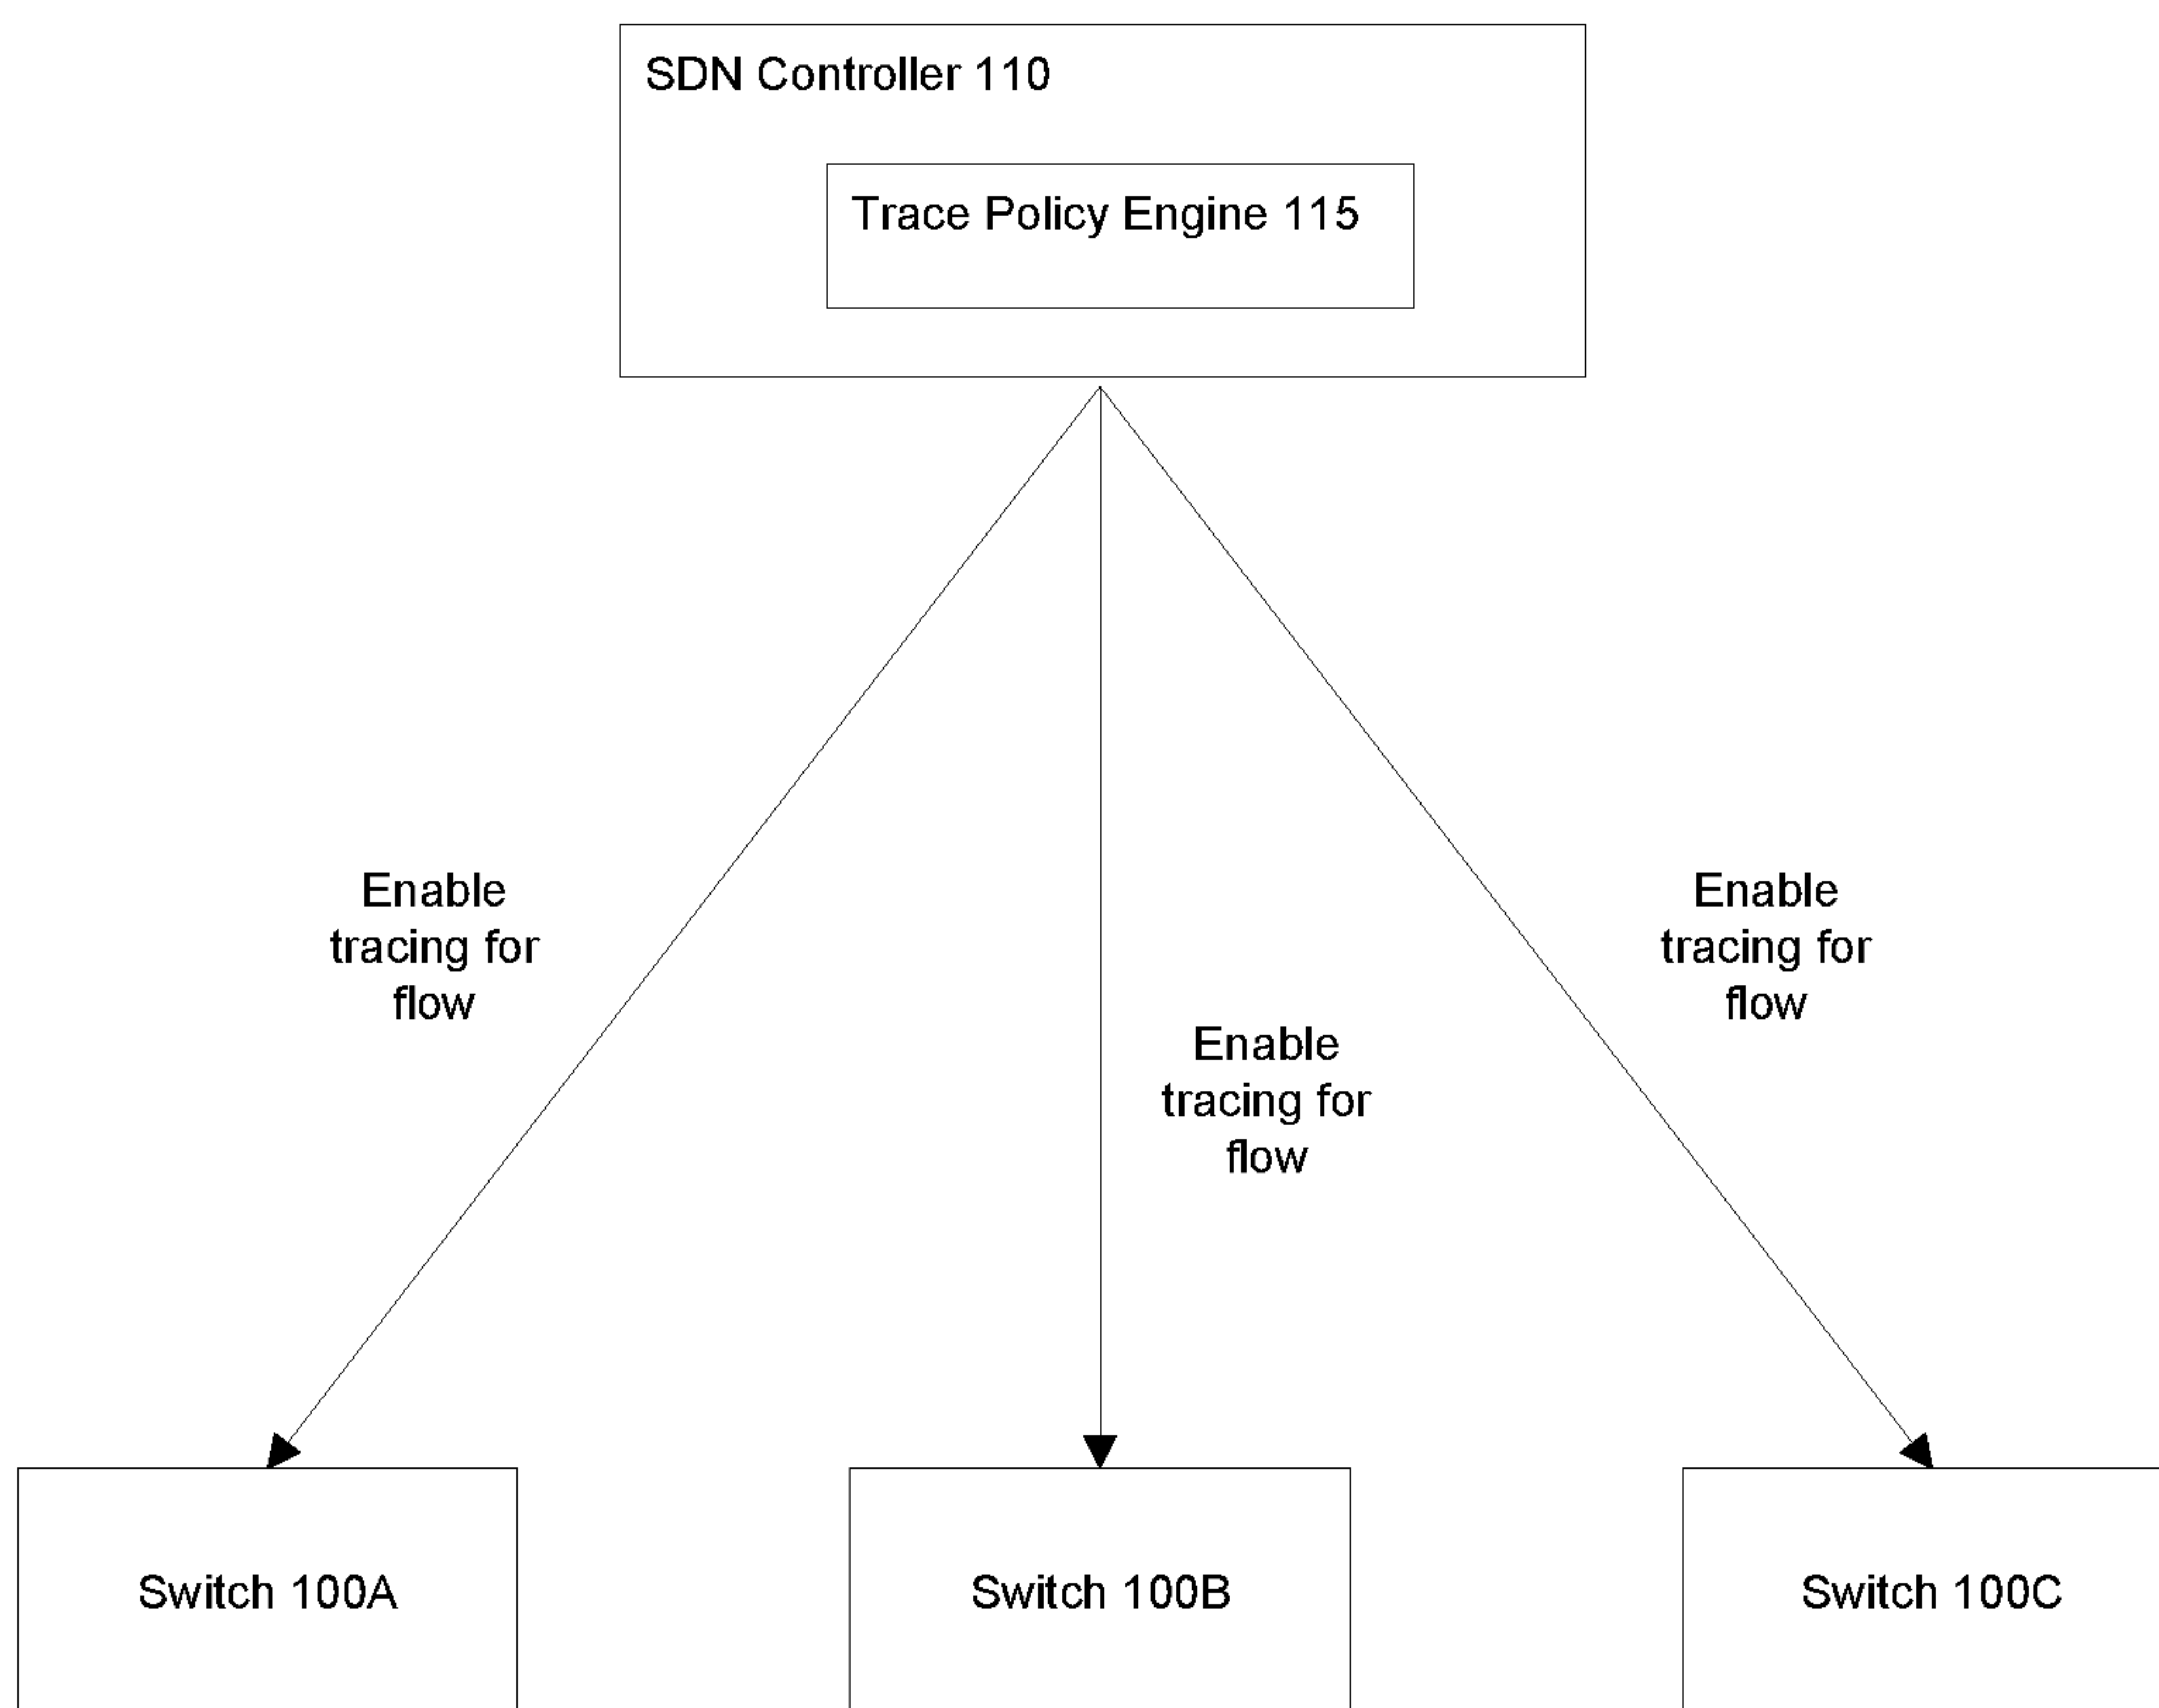 SDN Controller 110
Trace Policy Engine 115
Enable
tracing for
flow
Enable
tracing for
flow
Enable
tracing for
flow
Switch 100A
Switch 100B
Switch 100C